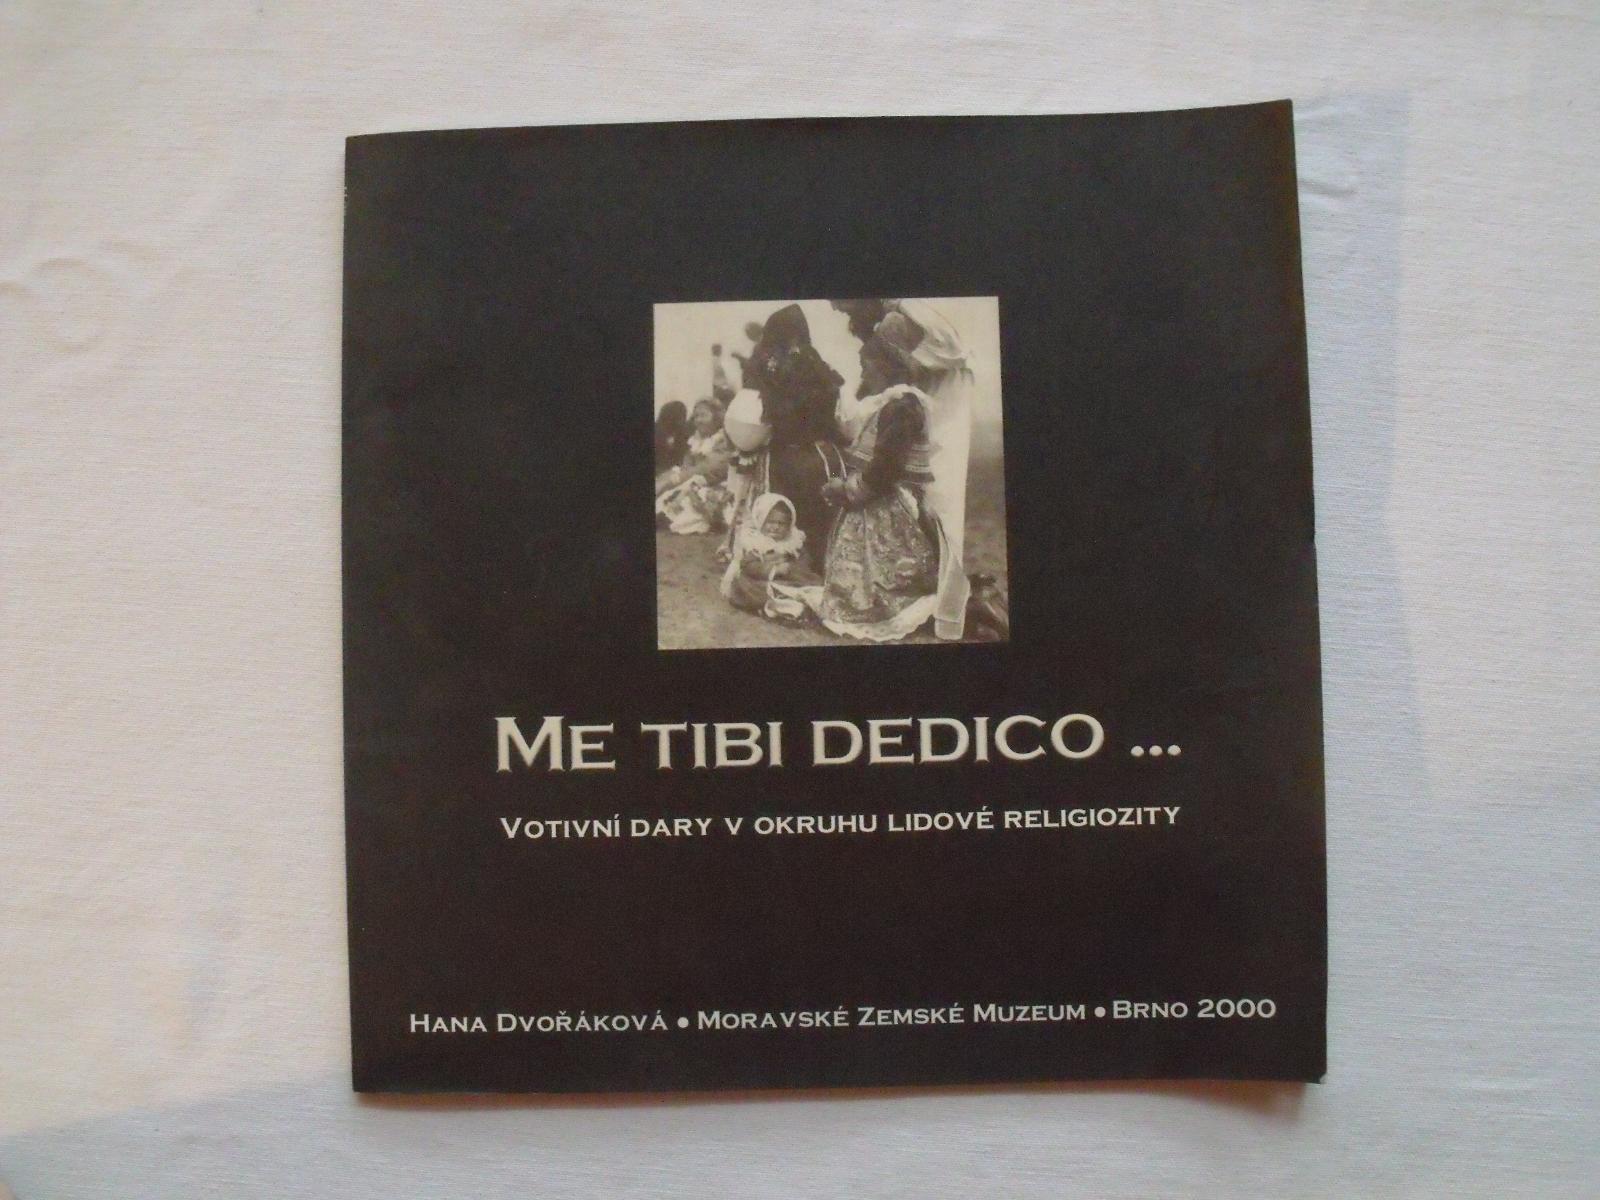 Me tibi dedico ...
Votivní dary v okruhu lidové religiozity
Hana Dvořáková • Moravské Zemské Muzeum • Brno 2000